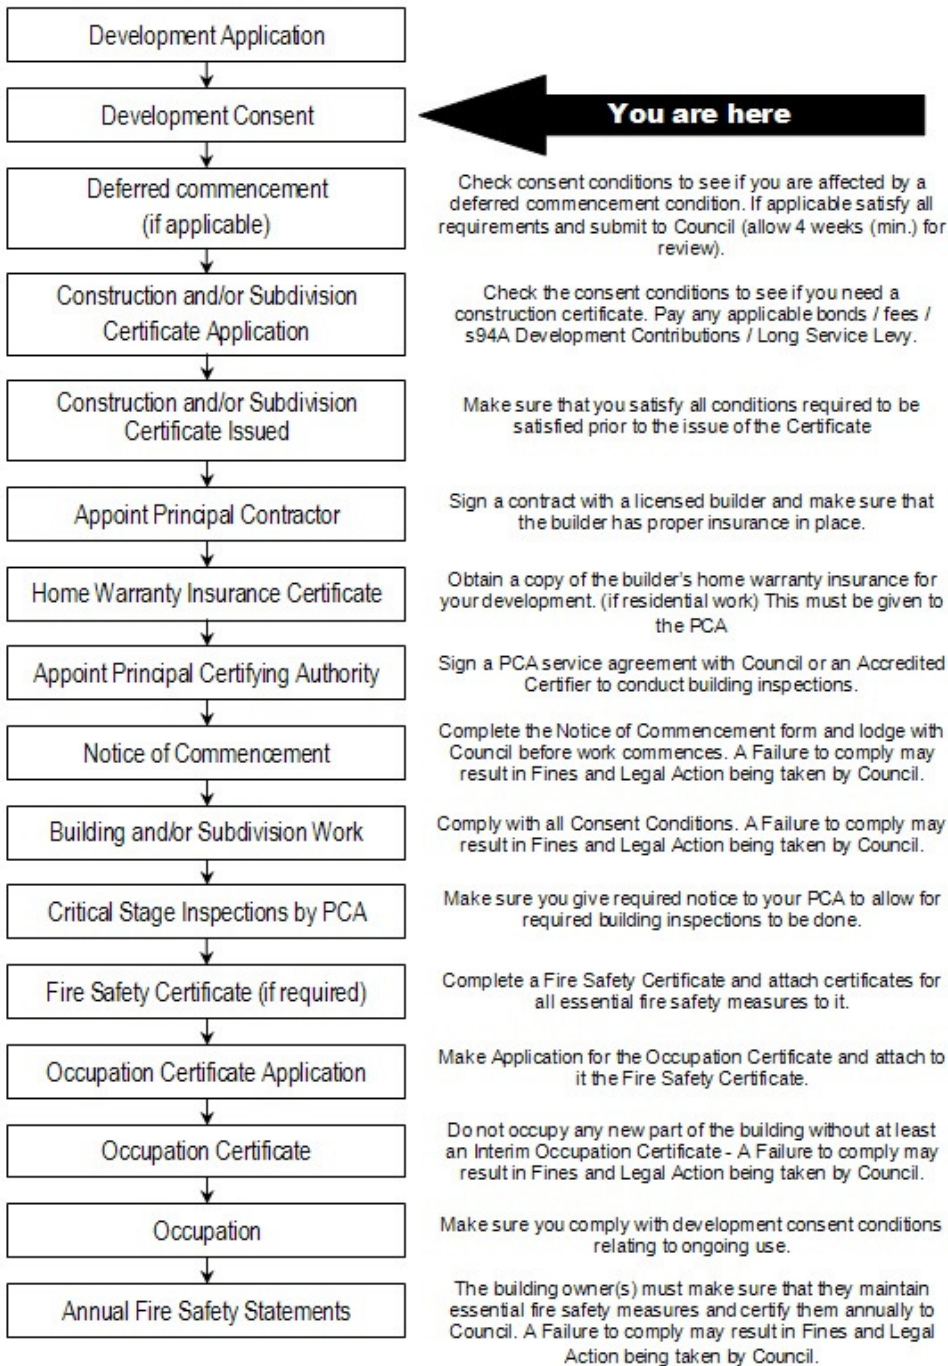 Development Application
Development Consent
You are here
Deferred commencement
(if applicable)
Check consent conditions to see if you are affected by a
deferred commencement condition. If applicable satisfy all
requirements and submit to Council (allow 4 weeks (min.) for
review).
Construction and/or Subdivision
Certificate Application
Check the consent conditions to see if you need a
construction certificate. Pay any applicable bonds / fees /
s94A Development Contributions / Long Service Levy.
Construction and/or Subdivision
Certificate Issued
Make sure that you satisfy all conditions required to be
satisfied prior to the issue of the Certificate
Appoint Principal Contractor
Sign a contract with a licensed builder and make sure that
the builder has proper insurance in place.
Home Warranty Insurance Certificate
Obtain a copy of the builder's home warranty insurance for
your development. (if residential work) This must be given to
the PCA
Appoint Principal Certifying Authority
Sign a PCA service agreement with Council or an Accredited
Certifier to conduct building inspections.
Notice of Commencement
Complete the Notice of Commencement form and lodge with
Council before work commences. A Failure to comply may
result in Fines and Legal Action being taken by Council.
Building and/or Subdivision Work
Comply with all Consent Conditions. A Failure to comply may
result in Fines and Legal Action being taken by Council.
Critical Stage Inspections by PCA
Make sure you give required notice to your PCA to allow for
required building inspections to be done.
Fire Safety Certificate (if required)
Complete a Fire Safety Certificate and attach certificates for
all essential fire safety measures to it.
Occupation Certificate Application
Make Application for the Occupation Certificate and attach to
it the Fire Safety Certificate.
Occupation Certificate
Do not occupy any new part of the building without at least
an Interim Occupation Certificate - A Failure to comply may
result in Fines and Legal Action being taken by Council.
Occupation
Make sure you comply with development consent conditions
relating to ongoing use.
Annual Fire Safety Statements
The building owner(s) must make sure that they maintain
essential fire safety measures and certify them annually to
Council. A Failure to comply may result in Fines and Legal
Action being taken by Council.